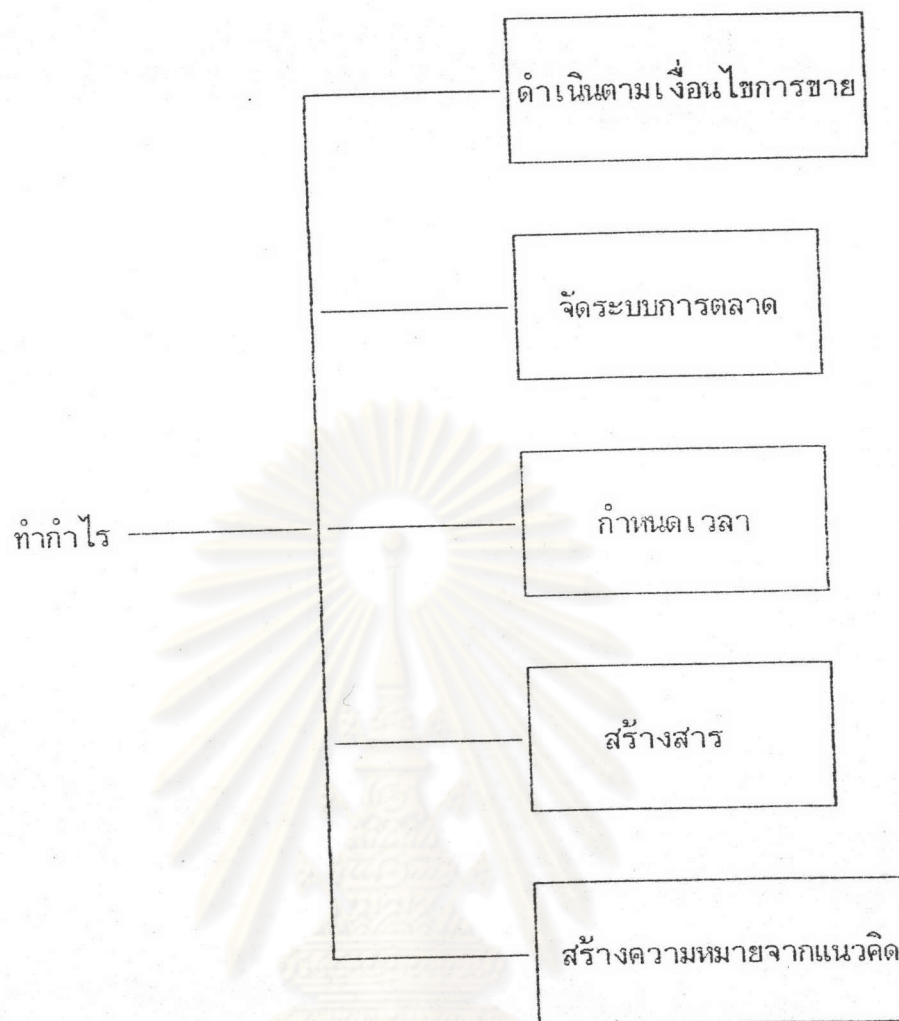 ดำเนินตามเงื่อนไขการขาย
จัดระบบการตลาด
ทำกำไร
กำหนดเวลา
สร้างสาร
สร้างความหมายจากแนวคิด